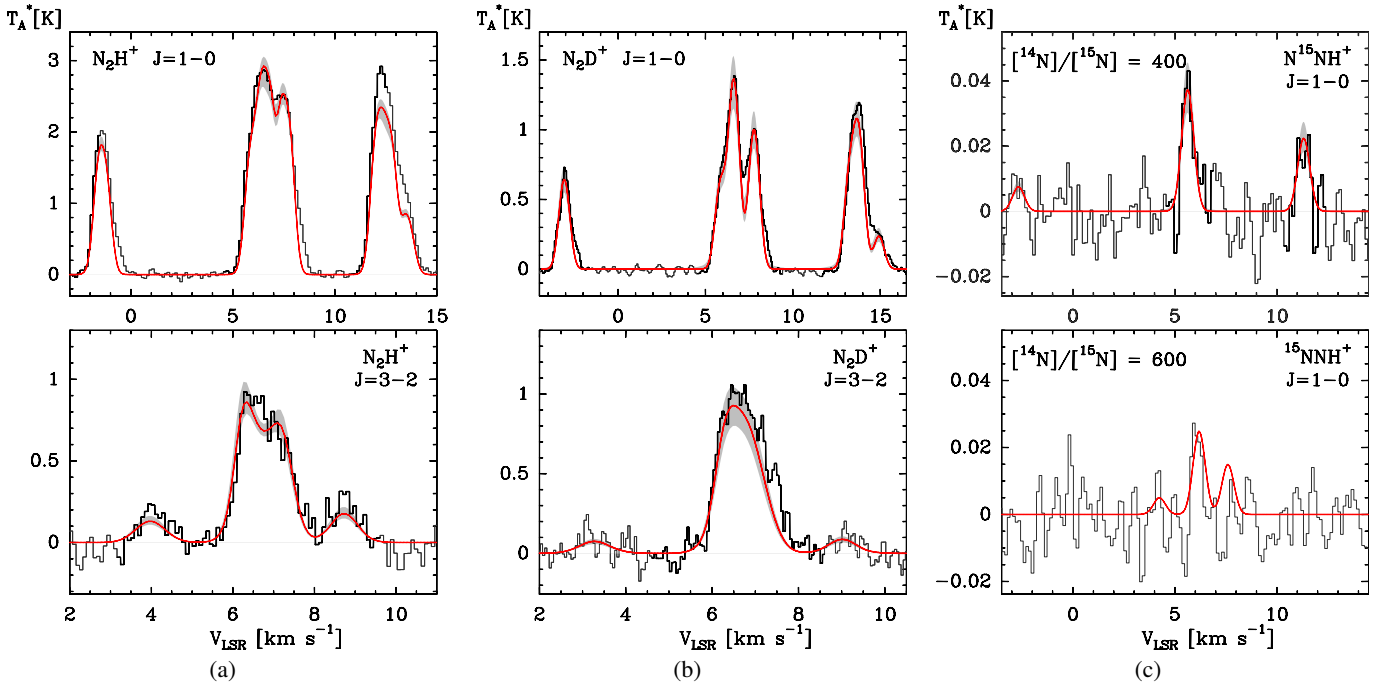 T_A^*[K]
N₂H⁺ J=1−0
3
2
1
0
0
5
10
15
N₂H⁺
J=3−2
1
0.5
0
2
4
6
8
10
V_LSR [km s⁻¹]
(a)
T_A^*[K]
N₂D⁺ J=1−0
1.5
1
0.5
0
0
5
10
15
N₂D⁺
J=3−2
1
0.5
0
2
4
6
8
10
V_LSR [km s⁻¹]
(b)
T_A^*[K]
[¹⁴N]/[¹⁵N] = 400
N¹⁵NH⁺
J=1−0
0.04
0.02
0
−0.02
0
5
10
[¹⁴N]/[¹⁵N] = 600
¹⁵NNH⁺
J=1−0
0.04
0.02
0
−0.02
0
5
10
V_LSR [km s⁻¹]
(c)